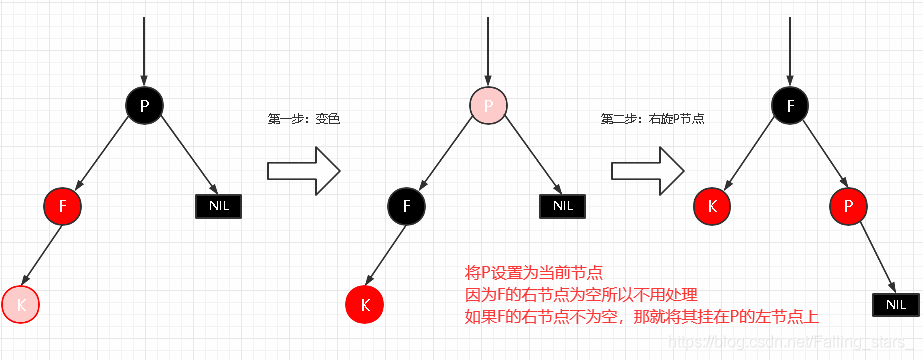 P
第一步：变色
P
第二步：右旋P节点
F
F
NIL
F
NIL
K
P
K
K
NIL
将P设置为当前节点
因为F的右节点为空所以不用处理
如果F的右节点不为空，那就将其挂在P的左节点上
https://blog.csdn.net/Falling_stars_